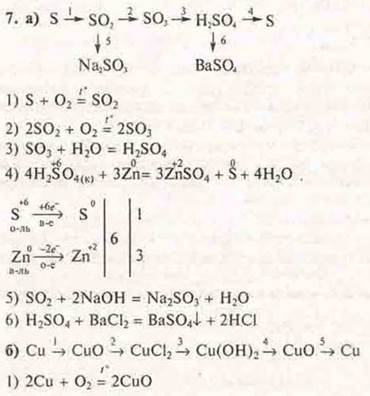 7. а) S →¹ SO₂ →² SO₃ →³ H₂SO₄ →⁴ S
↓ 5 ↓ 6
Na₂SO₃ BaSO₄
1) S + O₂ =ᵗ° SO₂
2) 2SO₂ + O₂ =ᵗ° 2SO₃
3) SO₃ + H₂O = H₂SO₄
4) 4H₂S⁺⁶O₄₍ₖ₎ + 3Zn⁰ = 3Zn⁺²SO₄ + S⁰ + 4H₂O .
S⁺⁶ +6e⁻→ S⁰ | 6 | 1
о-ль в-е
Zn⁰ −2e⁻→ Zn⁺² | 3
в-ль о-е
5) SO₂ + 2NaOH = Na₂SO₃ + H₂O
6) H₂SO₄ + BaCl₂ = BaSO₄↓ + 2HCl
б) Cu →¹ CuO →² CuCl₂ →³ Cu(OH)₂ →⁴ CuO →⁵ Cu
1) 2Cu + O₂ =ᵗ° 2CuO